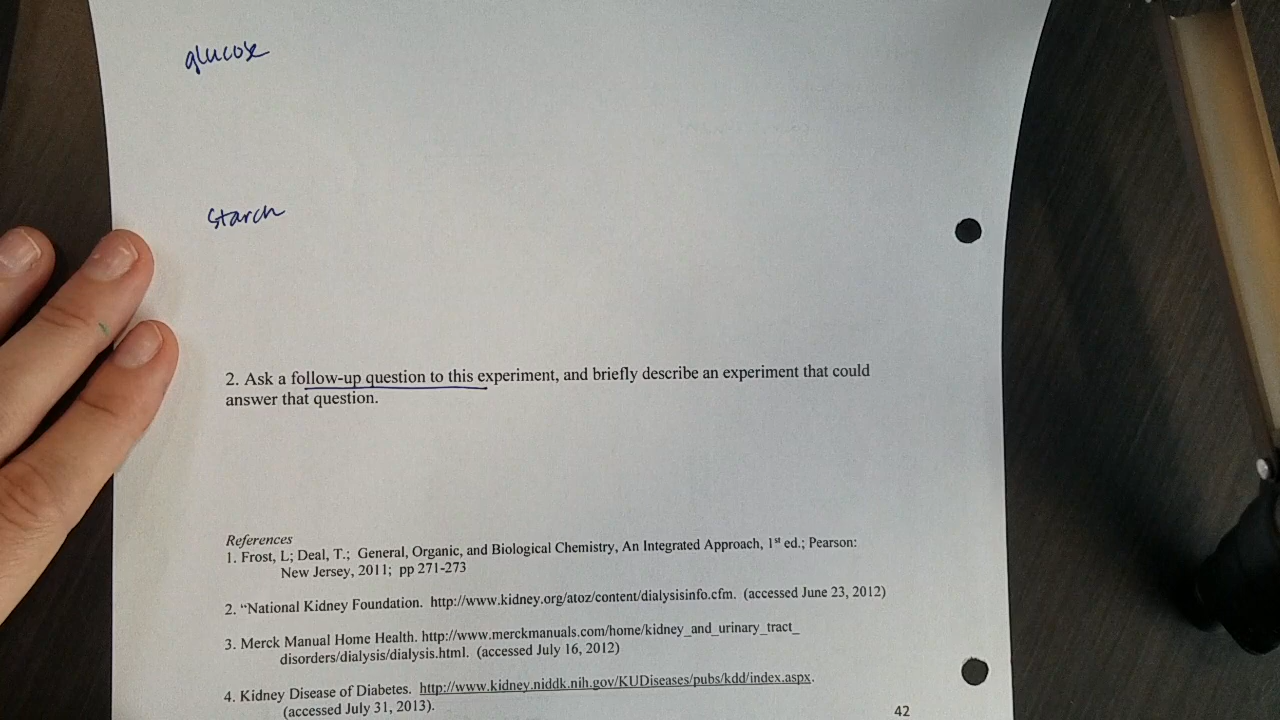 glucose
starch
2. Ask a follow-up question to this experiment, and briefly describe an experiment that could
answer that question.
References
1. Frost, L; Deal, T.; General, Organic, and Biological Chemistry, An Integrated Approach, 1st ed.; Pearson:
New Jersey, 2011; pp 271-273
2. “National Kidney Foundation. http://www.kidney.org/atoz/content/dialysisinfo.cfm. (accessed June 23, 2012)
3. Merck Manual Home Health. http://www.merckmanuals.com/home/kidney_and_urinary_tract_
disorders/dialysis/dialysis.html. (accessed July 16, 2012)
4. Kidney Disease of Diabetes. http://www.kidney.niddk.nih.gov/KUDiseases/pubs/kdd/index.aspx.
(accessed July 31, 2013).
42